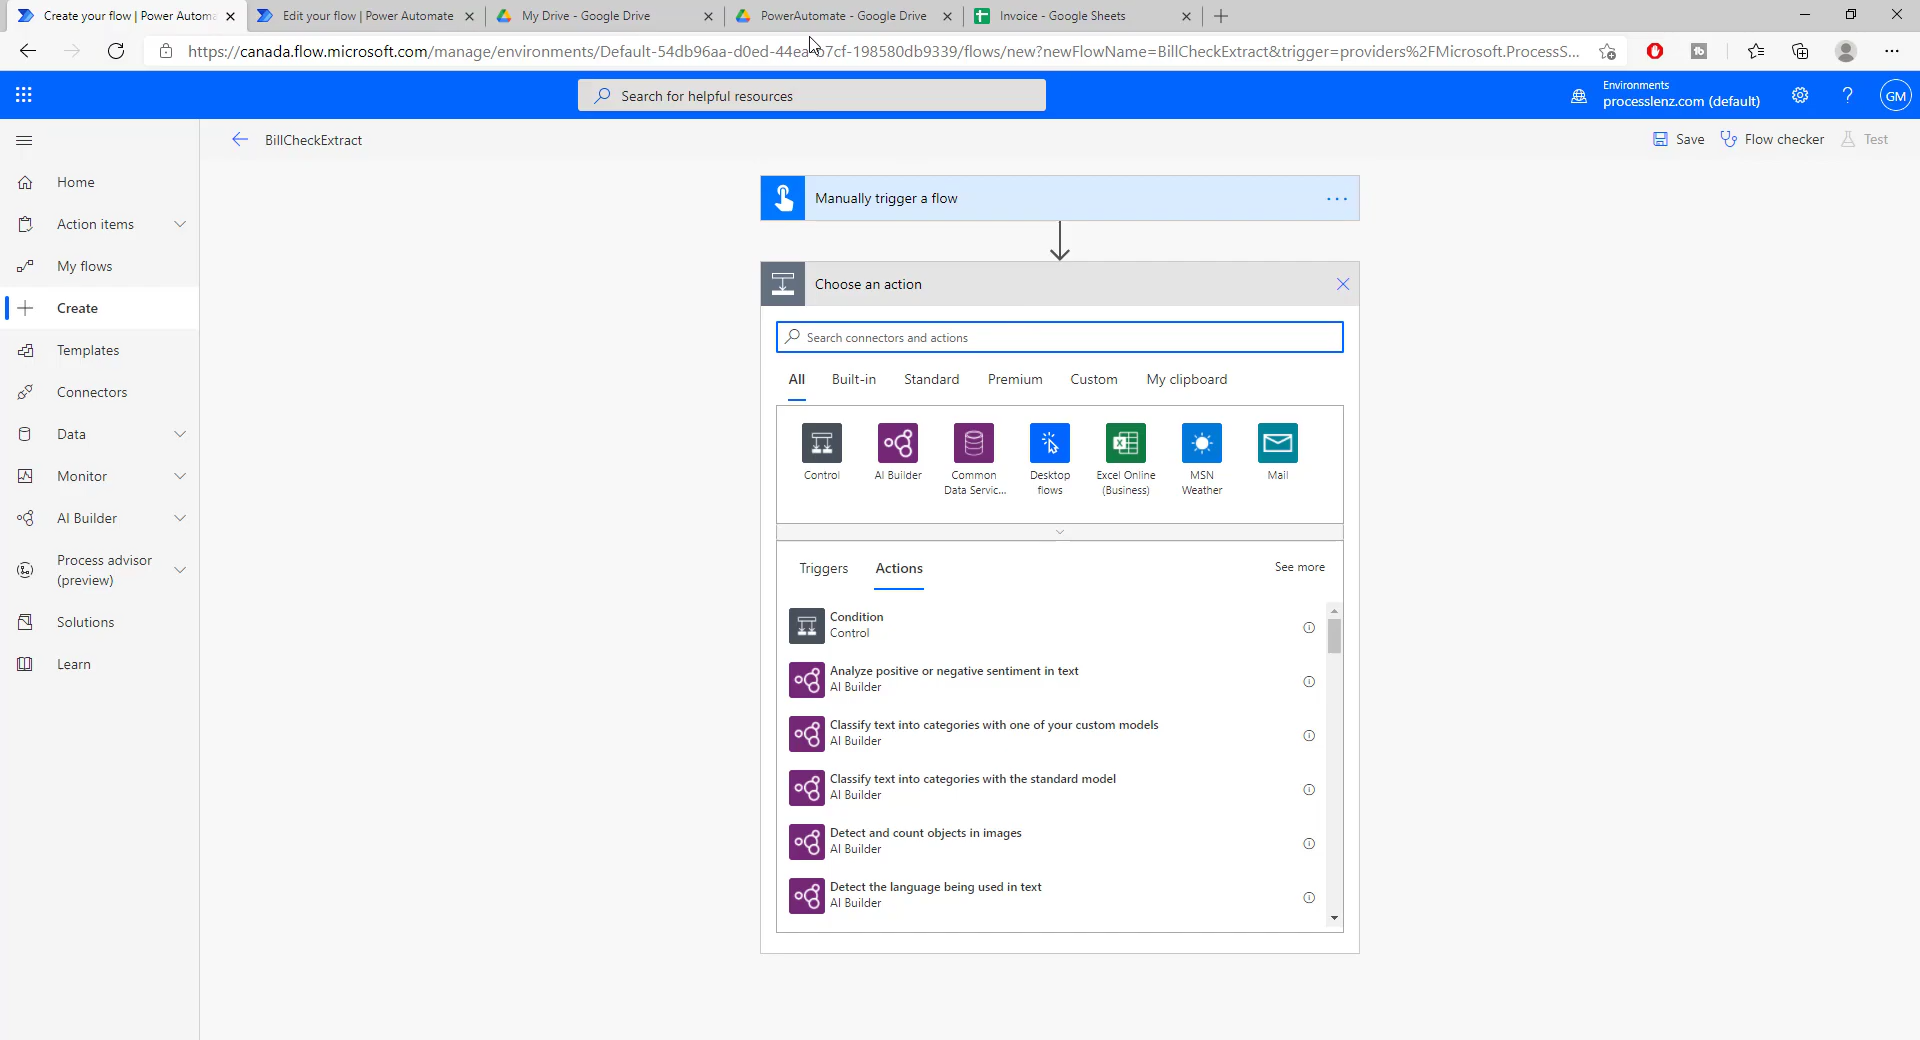 Create your flow | Power Automa
Edit your flow | Power Automate
My Drive - Google Drive
PowerAutomate - Google Drive
Invoice - Google Sheets
https://canada.flow.microsoft.com/manage/environments/Default-54db96aa-d0ed-44ea-b7cf-198580db9339/flows/new?newFlowName=BillCheckExtract&trigger=providers%2FMicrosoft.ProcessS...
Search for helpful resources
Environments
processlenz.com (default)
GM
BillCheckExtract
Save
Flow checker
Test
Home
Action items
My flows
Create
Templates
Connectors
Data
Monitor
AI Builder
Process advisor
(preview)
Solutions
Learn
Manually trigger a flow
Choose an action
Search connectors and actions
All
Built-in
Standard
Premium
Custom
My clipboard
Control
AI Builder
Common
Data Servic...
Desktop
flows
Excel Online
(Business)
MSN
Weather
Mail
Triggers
Actions
See more
Condition
Control
Analyze positive or negative sentiment in text
AI Builder
Classify text into categories with one of your custom models
AI Builder
Classify text into categories with the standard model
AI Builder
Detect and count objects in images
AI Builder
Detect the language being used in text
AI Builder